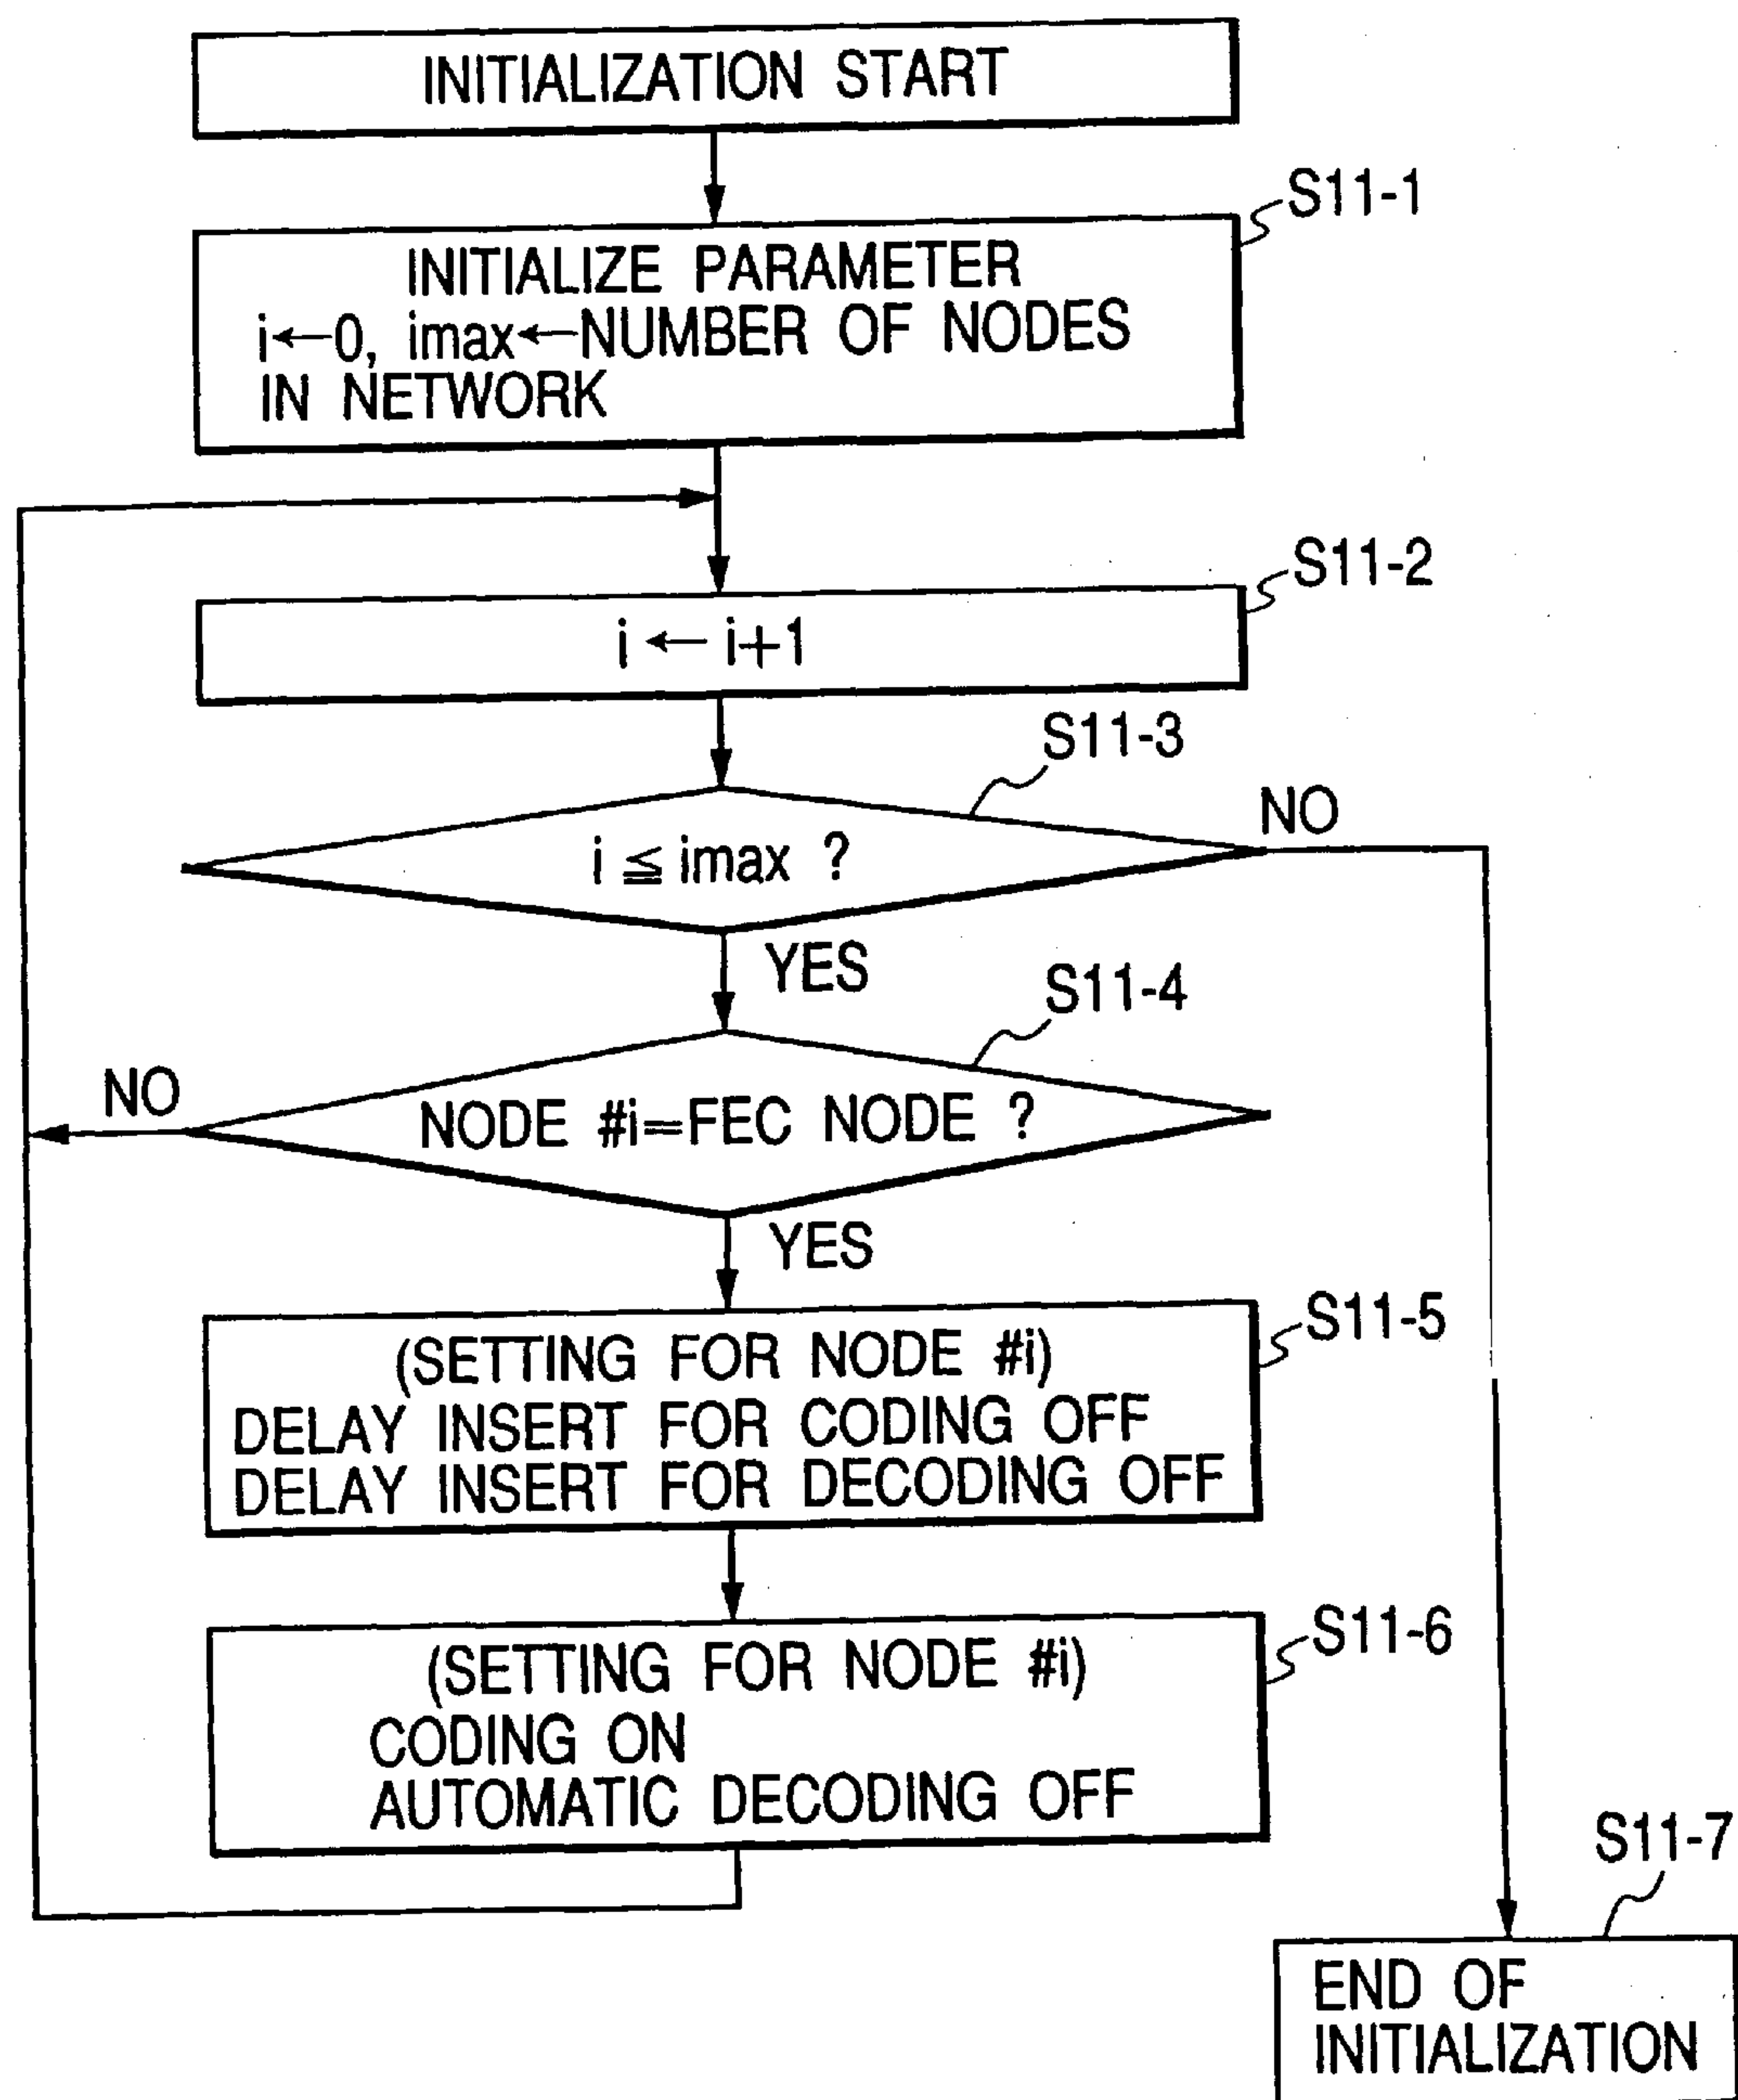 INITIALIZATION START
S11-1
INITIALIZE PARAMETER
i←0, imax←NUMBER OF NODES
IN NETWORK
S11-2
i ← i+1
S11-3
i ≦ imax ?
NO
YES
S11-4
NODE #i=FEC NODE ?
NO
YES
S11-5
(SETTING FOR NODE #i)
DELAY INSERT FOR CODING OFF
DELAY INSERT FOR DECODING OFF
S11-6
(SETTING FOR NODE #i)
CODING ON
AUTOMATIC DECODING OFF
S11-7
END OF
INITIALIZATION